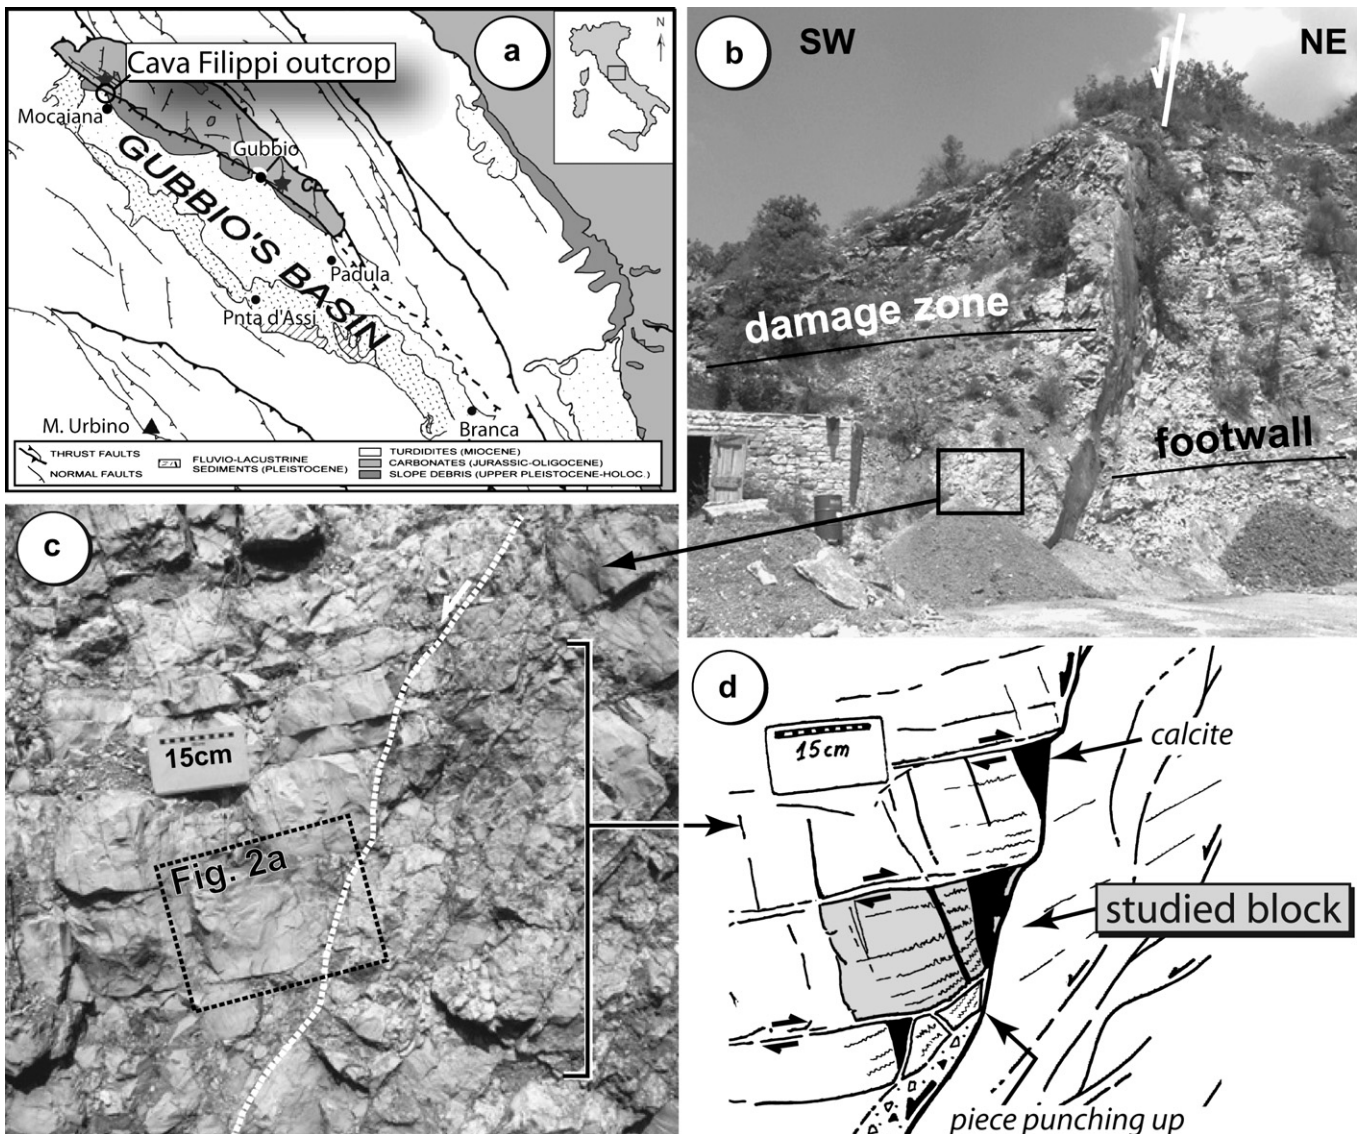 a
Cava Filippi outcrop
N
Mocaiana
Gubbio
GUBBIO'S BASIN
Padula
Pnta d'Assi
M. Urbino
Branca
THRUST FAULTS
NORMAL FAULTS
FLUVIO-LACUSTRINE
SEDIMENTS (PLEISTOCENE)
TURDIDITES (MIOCENE)
CARBONATES (JURASSIC-OLIGOCENE)
SLOPE DEBRIS (UPPER PLEISTOCENE-HOLOC.)
b
SW
NE
damage zone
footwall
c
15cm
Fig. 2a
d
15cm
calcite
studied block
piece punching up